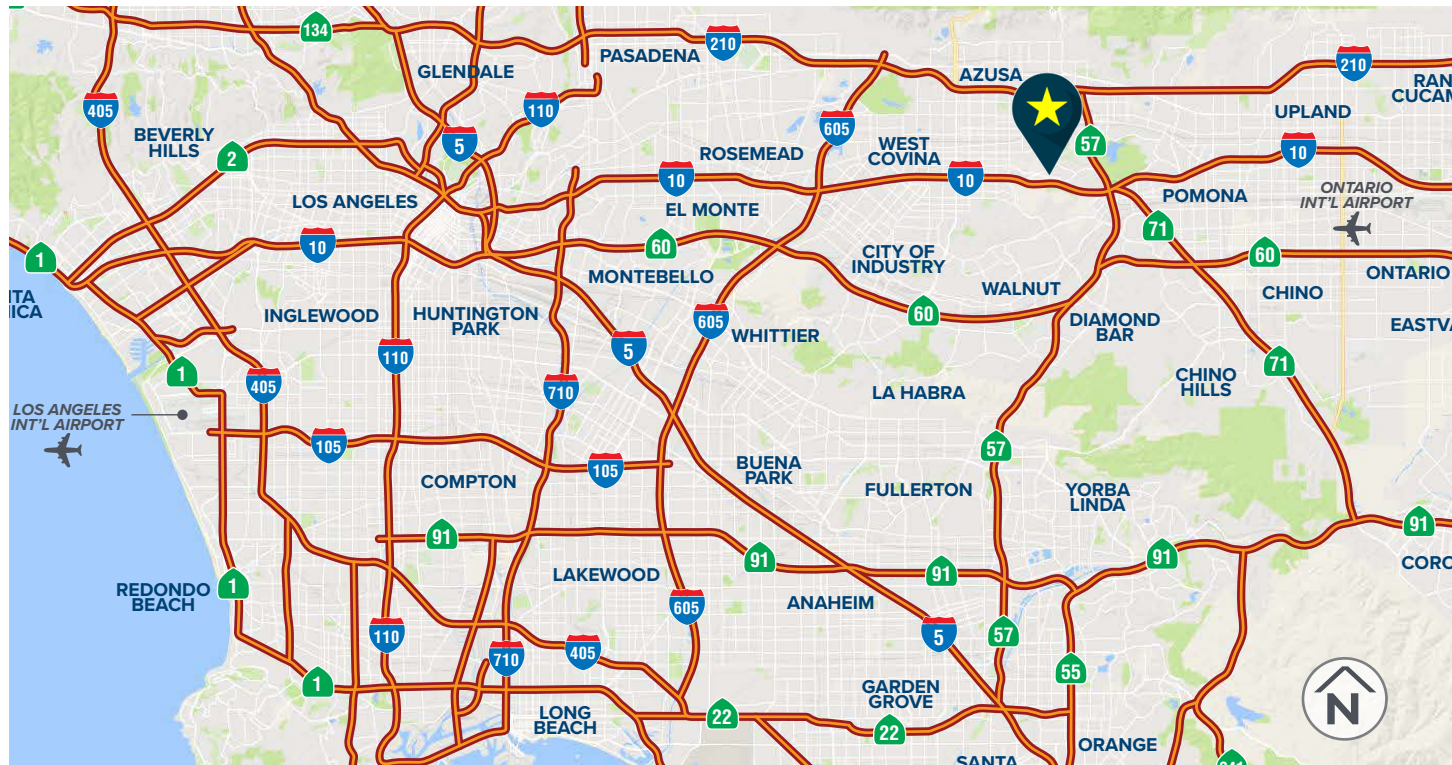 134
GLENDALE
PASADENA
210
AZUSA
210
RAN
CUCAM
405
110
UPLAND
BEVERLY
HILLS
2
5
605
57
10
ROSEMEAD
WEST
COVINA
10
10
LOS ANGELES
EL MONTE
POMONA
ONTARIO
INT'L AIRPORT
71
1
10
60
CITY OF
INDUSTRY
60
MONTEBELLO
ONTARIO
WALNUT
CHINO
NTA
NICA
INGLEWOOD
HUNTINGTON
PARK
605
WHITTIER
60
DIAMOND
BAR
EASTVA
110
5
71
1
405
710
LA HABRA
CHINO
HILLS
LOS ANGELES
INT'L AIRPORT
105
57
105
COMPTON
BUENA
PARK
FULLERTON
YORBA
LINDA
91
91
91
91
91
CORO
LAKEWOOD
REDONDO
BEACH
1
605
ANAHEIM
110
5
57
710
405
55
1
GARDEN
GROVE
LONG
BEACH
22
22
N
ORANGE
SANTA
241